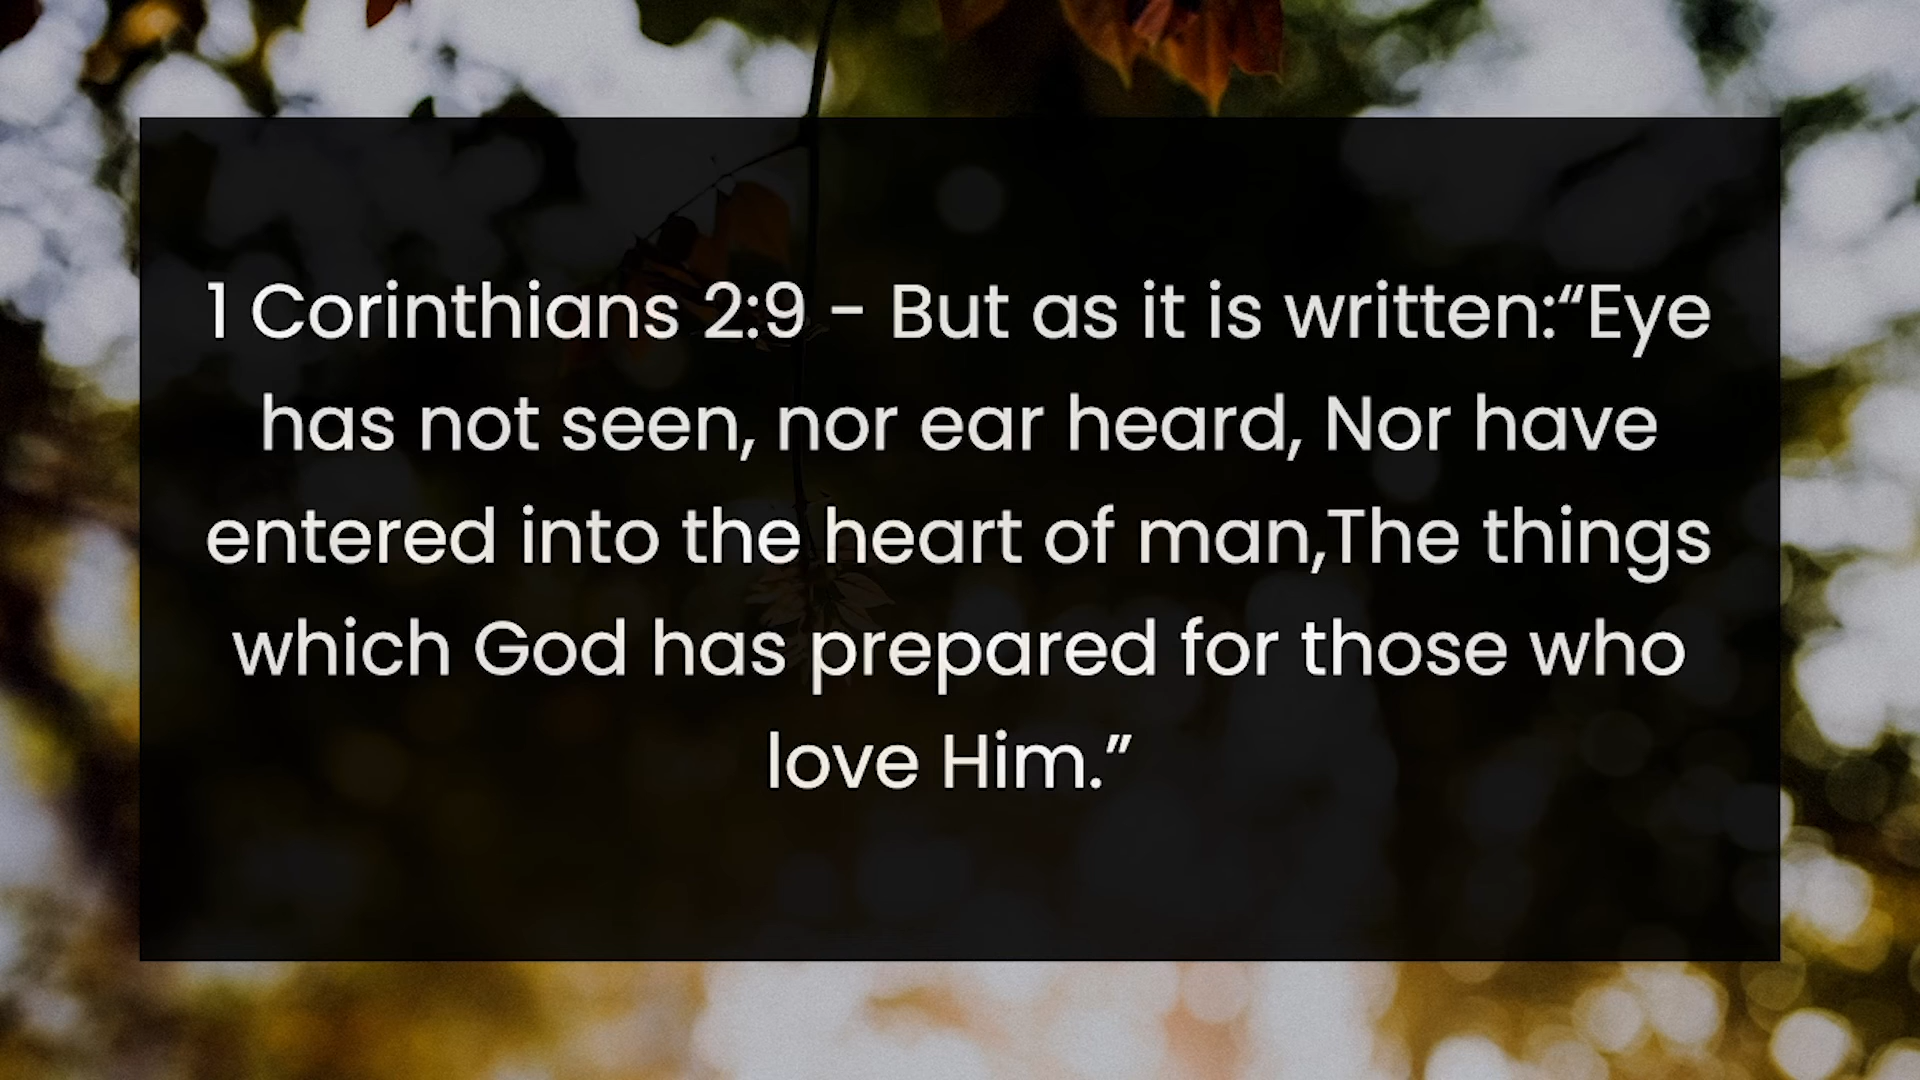 1 Corinthians 2:9 - But as it is written:“Eye
has not seen, nor ear heard, Nor have
entered into the heart of man,The things
which God has prepared for those who
love Him.”